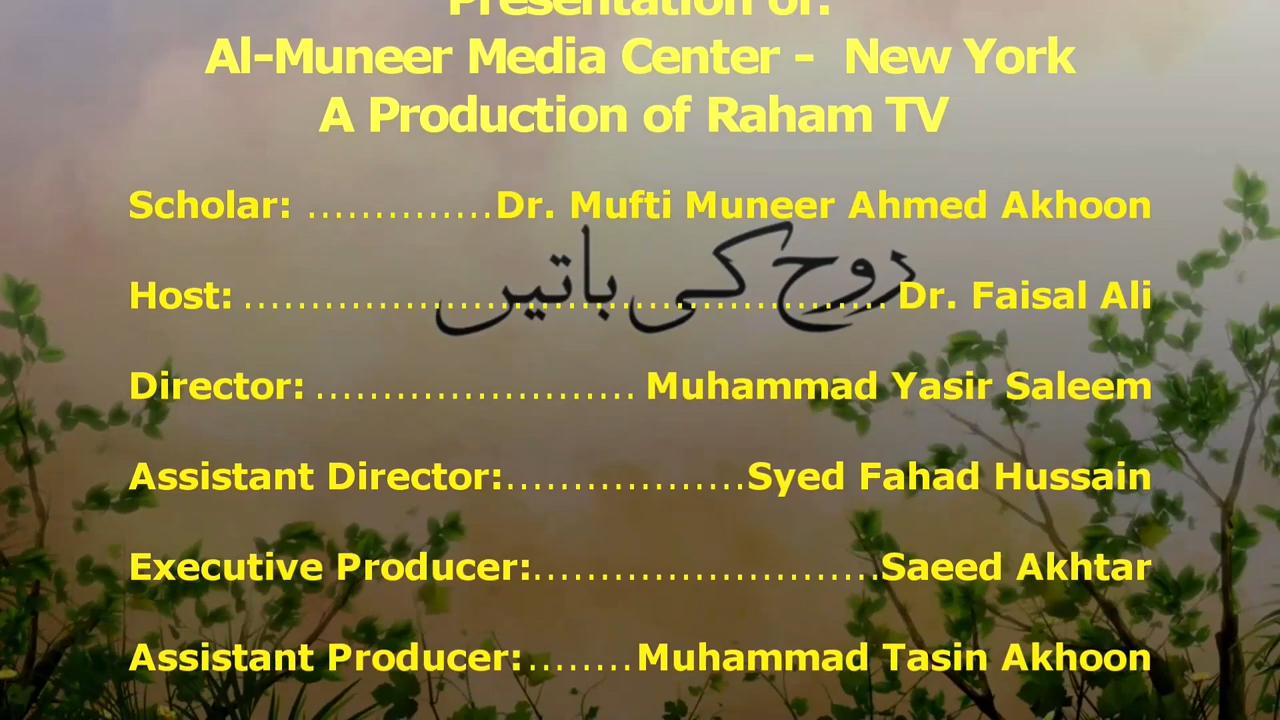 Presentation of:
Al-Muneer Media Center - New York
A Production of Raham TV
Scholar: ..............Dr. Mufti Muneer Ahmed Akhoon
روح کی باتیں
Host: ................................................ Dr. Faisal Ali
Director: ........................ Muhammad Yasir Saleem
Assistant Director:..................Syed Fahad Hussain
Executive Producer:..........................Saeed Akhtar
Assistant Producer:........Muhammad Tasin Akhoon